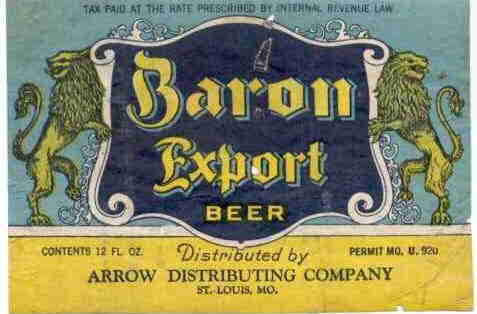 TAX PAID AT THE RATE PRESCRIBED BY INTERNAL REVENUE LAW
Baron
Export
BEER
CONTENTS 12 FL. OZ.
Distributed by
PERMIT MO. U. 920
ARROW DISTRIBUTING COMPANY
ST. LOUIS, MO.